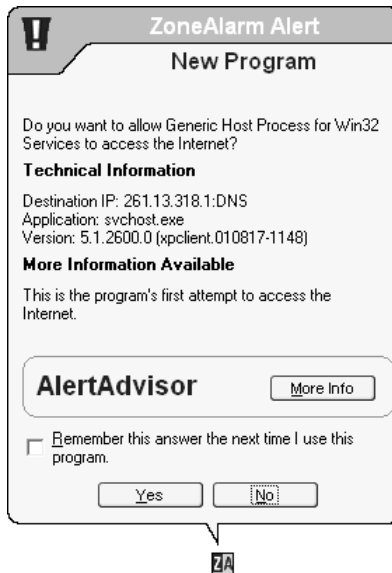 ZoneAlarm Alert
New Program
Do you want to allow Generic Host Process for Win32
Services to access the Internet?
Technical Information
Destination IP: 261.13.318.1:DNS
Application: svchost.exe
Version: 5.1.2600.0 (xpclient.010817-1148)
More Information Available
This is the program's first attempt to access the
Internet.
AlertAdvisor
More Info
Remember this answer the next time I use this
program.
Yes
No
ZA